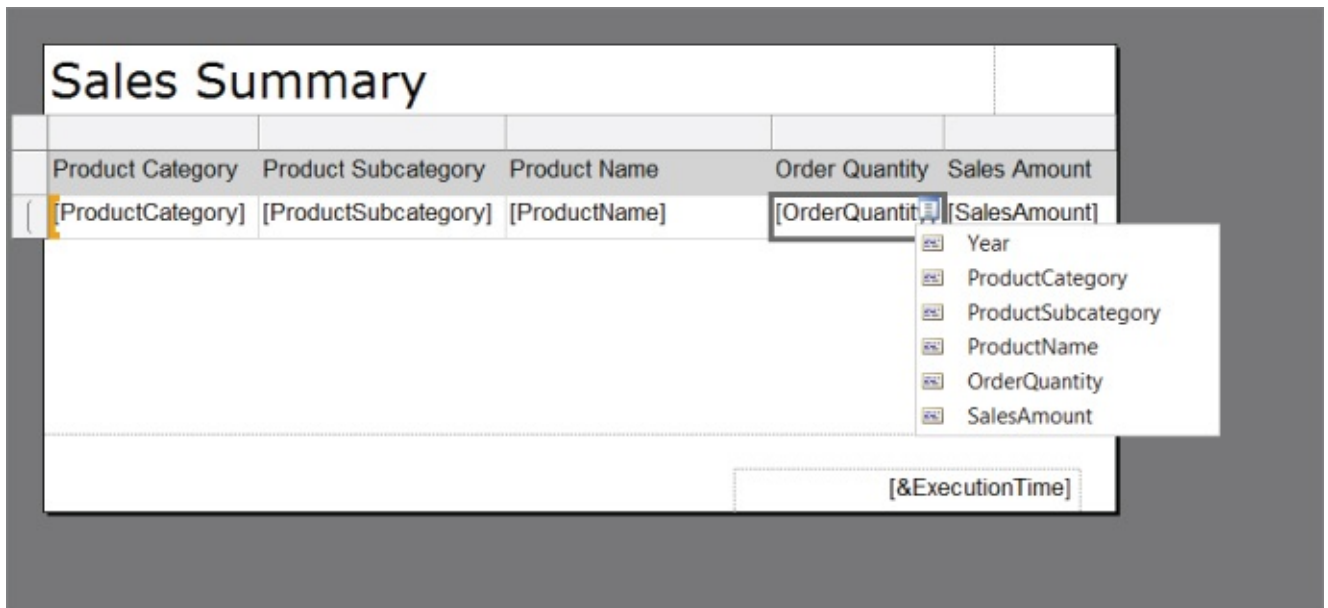 Sales Summary
Product Category Product Subcategory Product Name Order Quantity Sales Amount
[ProductCategory] [ProductSubcategory] [ProductName] [OrderQuantit [SalesAmount]
Year
ProductCategory
ProductSubcategory
ProductName
OrderQuantity
SalesAmount
[&ExecutionTime]